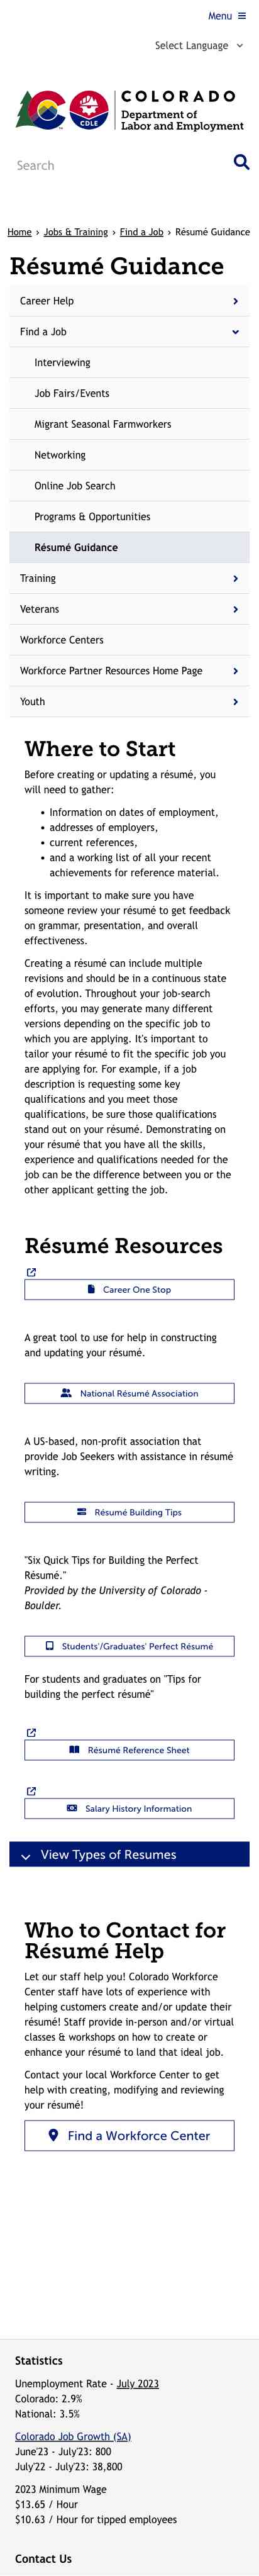 Menu
Select Language
CDLE
COLORADO
Department of
Labor and Employment
Search
Home > Jobs & Training > Find a Job > Résumé Guidance
Résumé Guidance
Career Help
Find a Job
Interviewing
Job Fairs/Events
Migrant Seasonal Farmworkers
Networking
Online Job Search
Programs & Opportunities
Résumé Guidance
Training
Veterans
Workforce Centers
Workforce Partner Resources Home Page
Youth
Where to Start
Before creating or updating a résumé, you
will need to gather:
• Information on dates of employment,
• addresses of employers,
• current references,
• and a working list of all your recent
achievements for reference material.
It is important to make sure you have
someone review your résumé to get feedback
on grammar, presentation, and overall
effectiveness.
Creating a résumé can include multiple
revisions and should be in a continuous state
of evolution. Throughout your job-search
efforts, you may generate many different
versions depending on the specific job to
which you are applying. It's important to
tailor your résumé to fit the specific job you
are applying for. For example, if a job
description is requesting some key
qualifications and you meet those
qualifications, be sure those qualifications
stand out on your résumé. Demonstrating on
your résumé that you have all the skills,
experience and qualifications needed for the
job can be the difference between you or the
other applicant getting the job.
Résumé Resources
Career One Stop
A great tool to use for help in constructing
and updating your résumé.
National Résumé Association
A US-based, non-profit association that
provide Job Seekers with assistance in résumé
writing.
Résumé Building Tips
"Six Quick Tips for Building the Perfect
Résumé."
Provided by the University of Colorado -
Boulder.
Students'/Graduates' Perfect Résumé
For students and graduates on "Tips for
building the perfect résumé"
Résumé Reference Sheet
Salary History Information
View Types of Resumes
Who to Contact for
Résumé Help
Let our staff help you! Colorado Workforce
Center staff have lots of experience with
helping customers create and/or update their
résumé! Staff provide in-person and/or virtual
classes & workshops on how to create or
enhance your résumé to land that ideal job.
Contact your local Workforce Center to get
help with creating, modifying and reviewing
your résumé!
Find a Workforce Center
Statistics
Unemployment Rate - July 2023
Colorado: 2.9%
National: 3.5%
Colorado Job Growth (SA)
June'23 - July'23: 800
July'22 - July'23: 38,800
2023 Minimum Wage
$13.65 / Hour
$10.63 / Hour for tipped employees
Contact Us